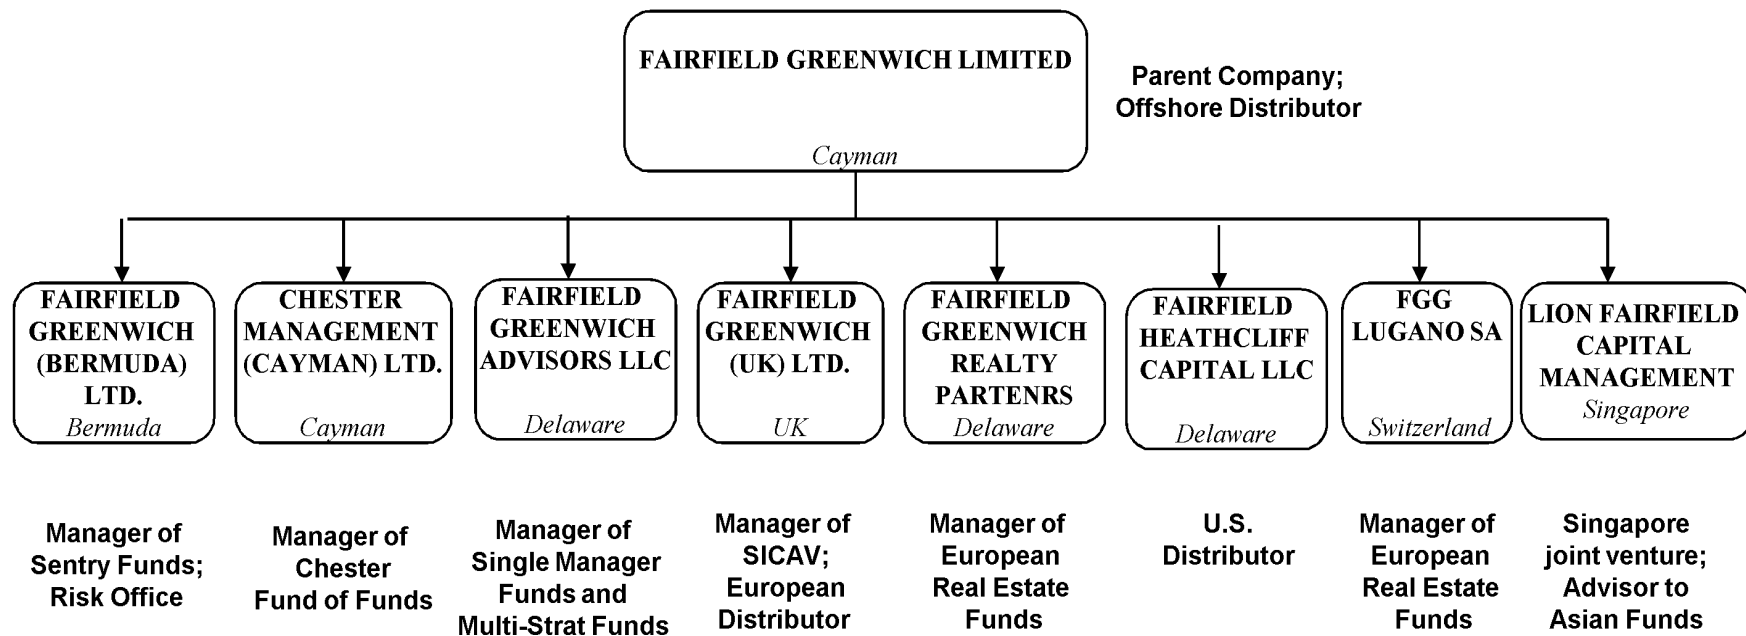 FAIRFIELD GREENWICH LIMITED
Cayman
Parent Company;
Offshore Distributor
FAIRFIELD
GREENWICH
(BERMUDA)
LTD.
Bermuda
CHESTER
MANAGEMENT
(CAYMAN) LTD.
Cayman
FAIRFIELD
GREENWICH
ADVISORS LLC
Delaware
FAIRFIELD
GREENWICH
(UK) LTD.
UK
FAIRFIELD
GREENWICH
REALTY
PARTENRS
Delaware
FAIRFIELD
HEATHCLIFF
CAPITAL LLC
Delaware
FGG
LUGANO SA
Switzerland
LION FAIRFIELD
CAPITAL
MANAGEMENT
Singapore
Manager of
Sentry Funds;
Risk Office
Manager of
Chester
Fund of Funds
Manager of
Single Manager
Funds and
Multi-Strat Funds
Manager of
SICAV;
European
Distributor
Manager of
European
Real Estate
Funds
U.S.
Distributor
Manager of
European
Real Estate
Funds
Singapore
joint venture;
Advisor to
Asian Funds